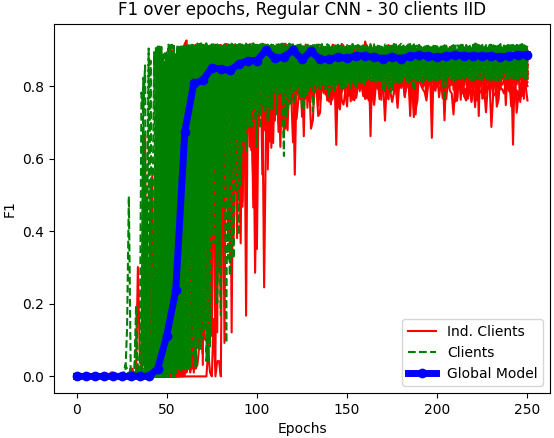 F1 over epochs, Regular CNN - 30 clients IID
0.8
0.6
0.4
0.2
0.0
F1
Ind. Clients
Clients
Global Model
0 50 100 150 200 250
Epochs